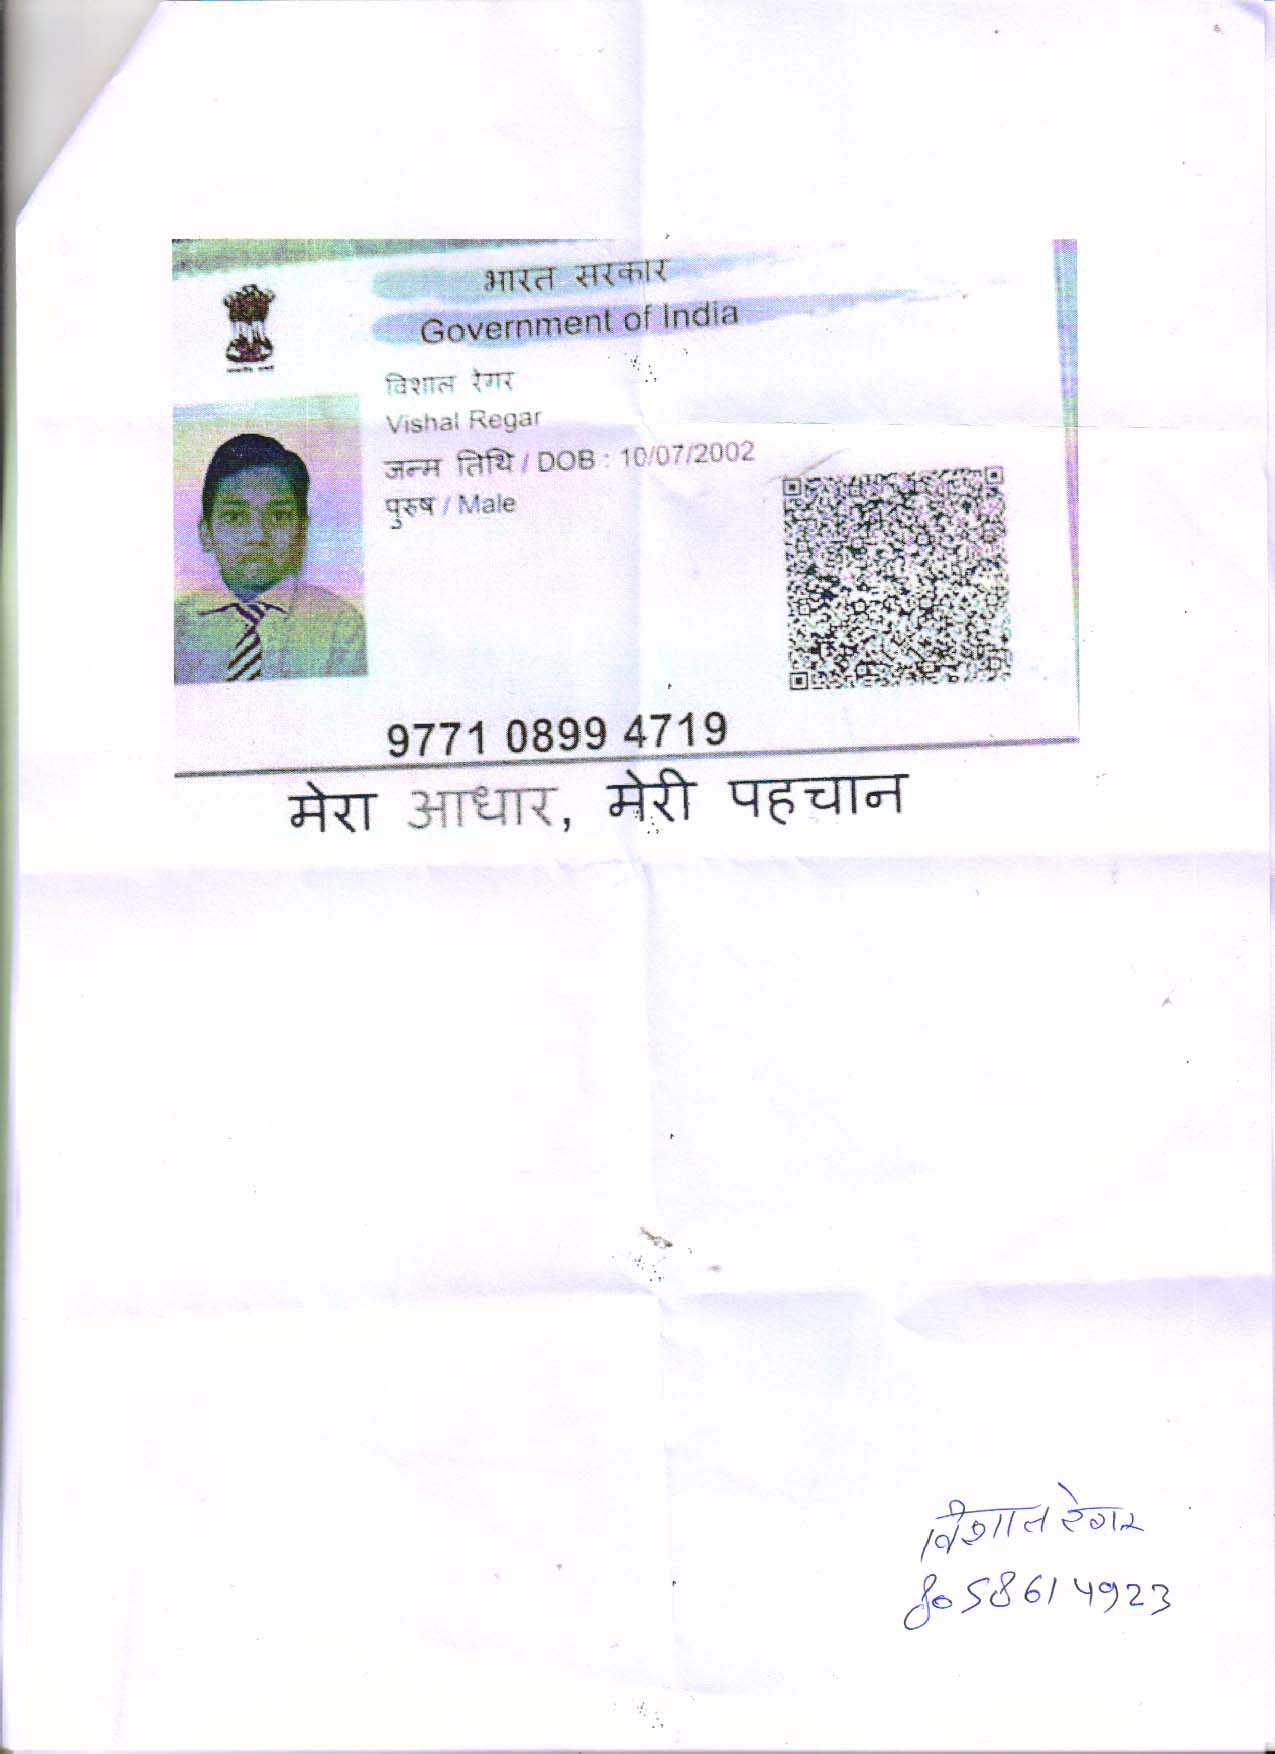 भारत सरकार
Government of India
विशाल रेगर
Vishal Regar
जन्म तिथि / DOB : 10/07/2002
पुरुष / Male
9771 0899 4719
मेरा आधार, मेरी पहचान
विशाल रेगर
8058614923